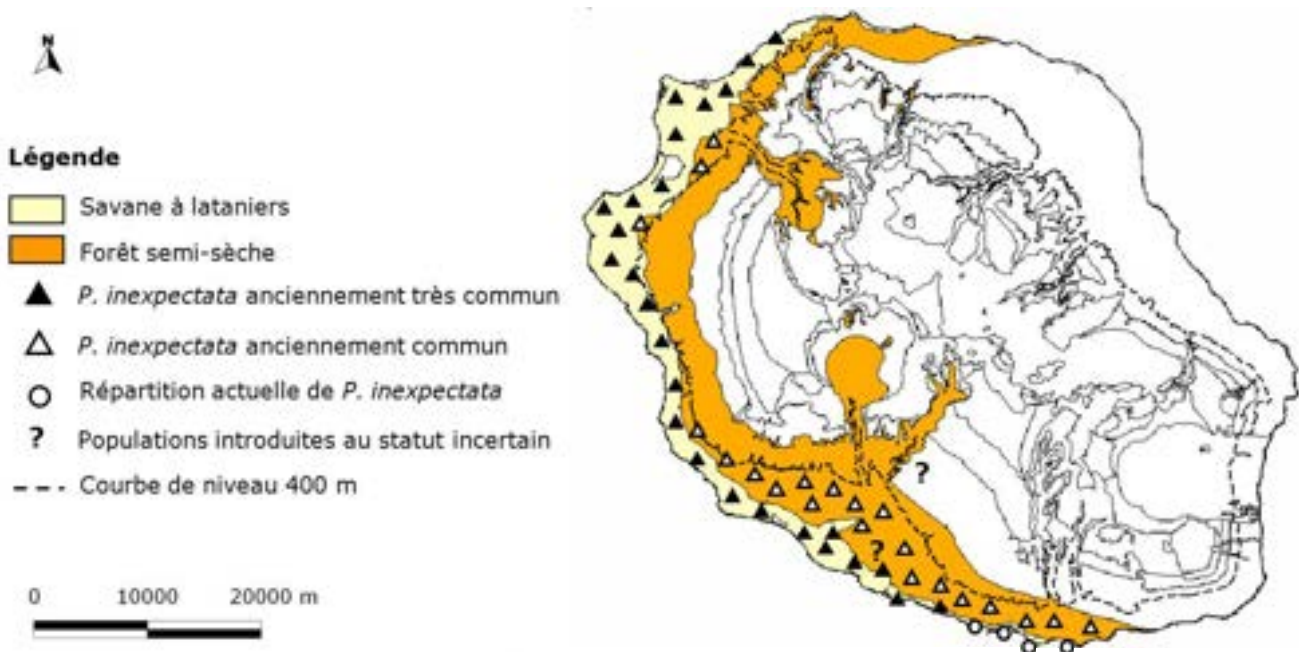 N
Légende
Savane à lataniers
Forêt semi-sèche
P. inexpectata anciennement très commun
P. inexpectata anciennement commun
Répartition actuelle de P. inexpectata
? Populations introduites au statut incertain
Courbe de niveau 400 m
0 10000 20000 m
?
?